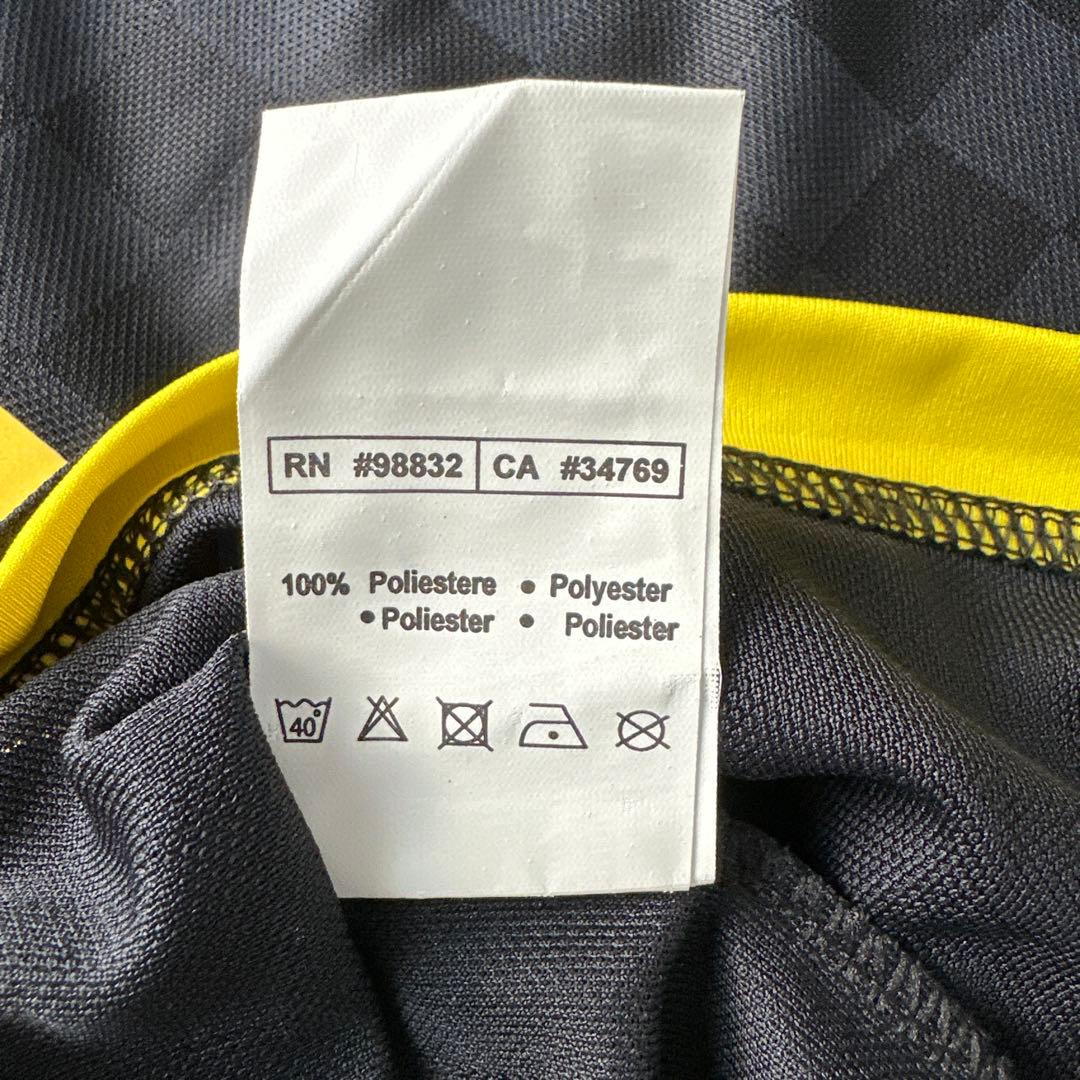 RN #98832 CA #34769
100% Poliestere • Polyester
• Poliester • Poliester
40°